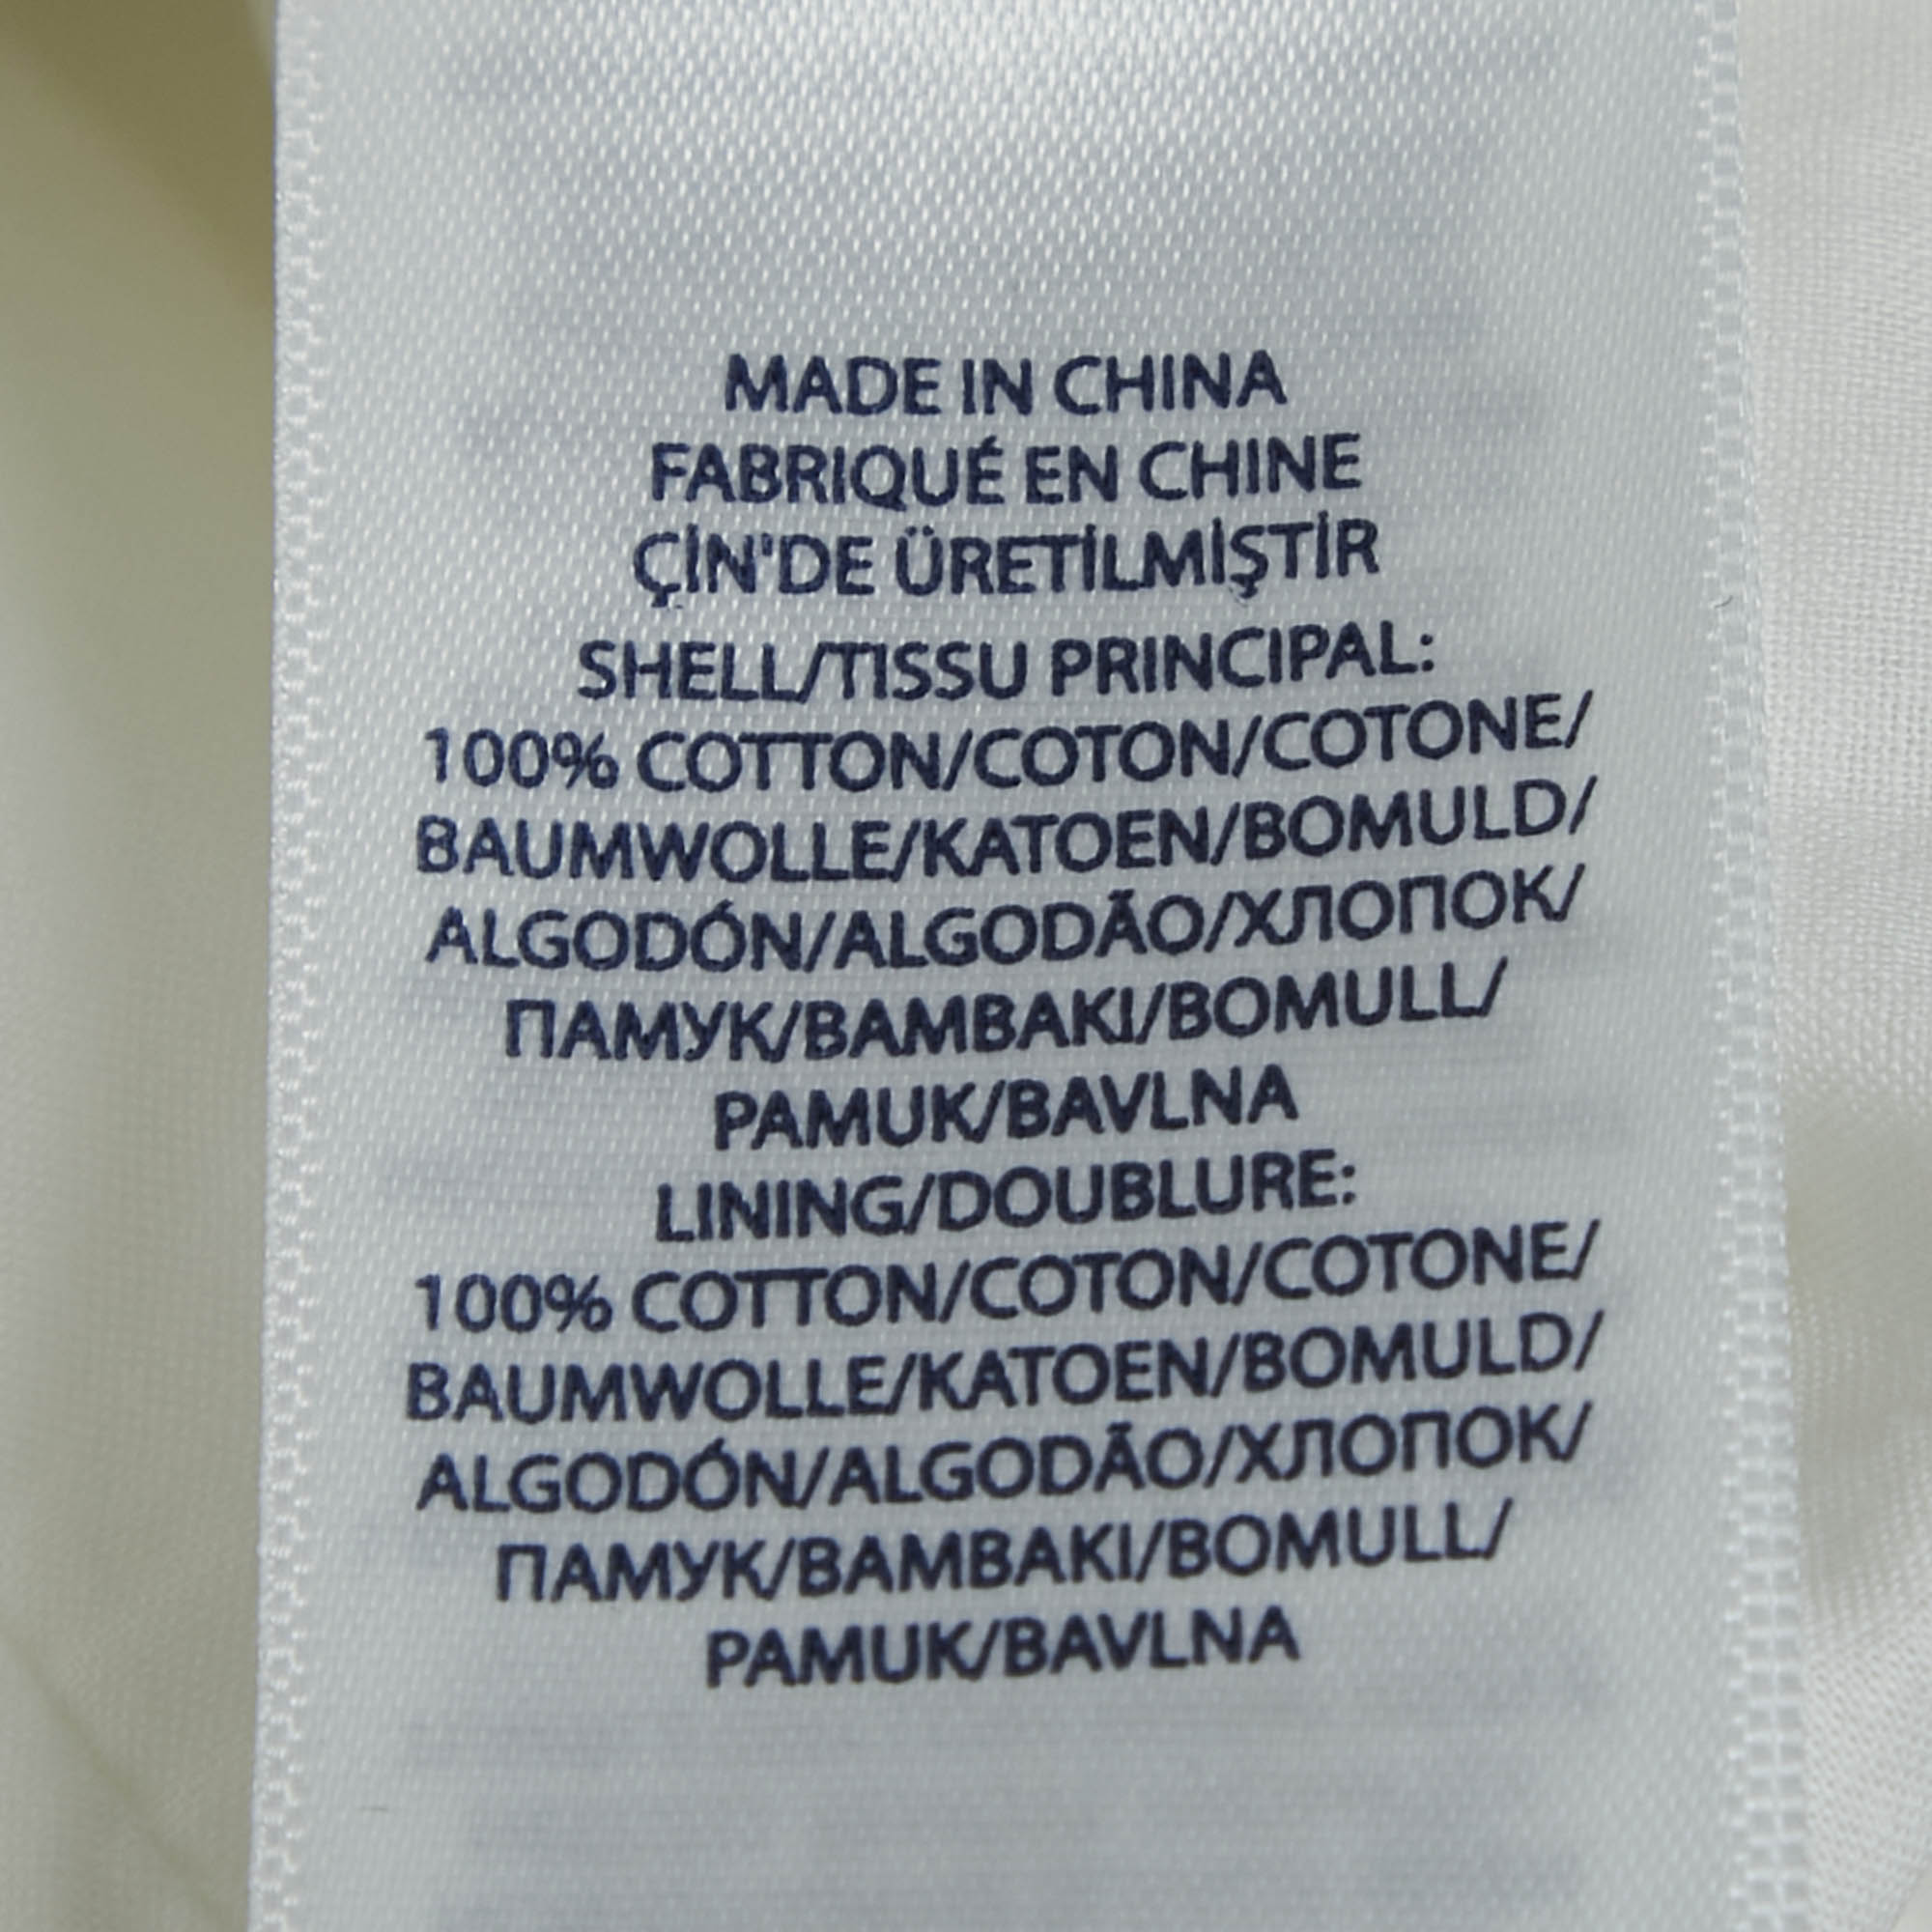 MADE IN CHINA
FABRIQUÉ EN CHINE
ÇİN'DE ÜRETİLMİŞTİR
SHELL/TISSU PRINCIPAL:
100% COTTON/COTON/COTONE/
BAUMWOLLE/KATOEN/BOMULD/
ALGODÓN/ALGODÃO/ХЛОПОК/
ПАМУК/BAMBAKI/BOMULL/
PAMUK/BAVLNA
LINING/DOUBLURE:
100% COTTON/COTON/COTONE/
BAUMWOLLE/KATOEN/BOMULD/
ALGODÓN/ALGODÃO/ХЛОПОК/
ПАМУК/BAMBAKI/BOMULL/
PAMUK/BAVLNA